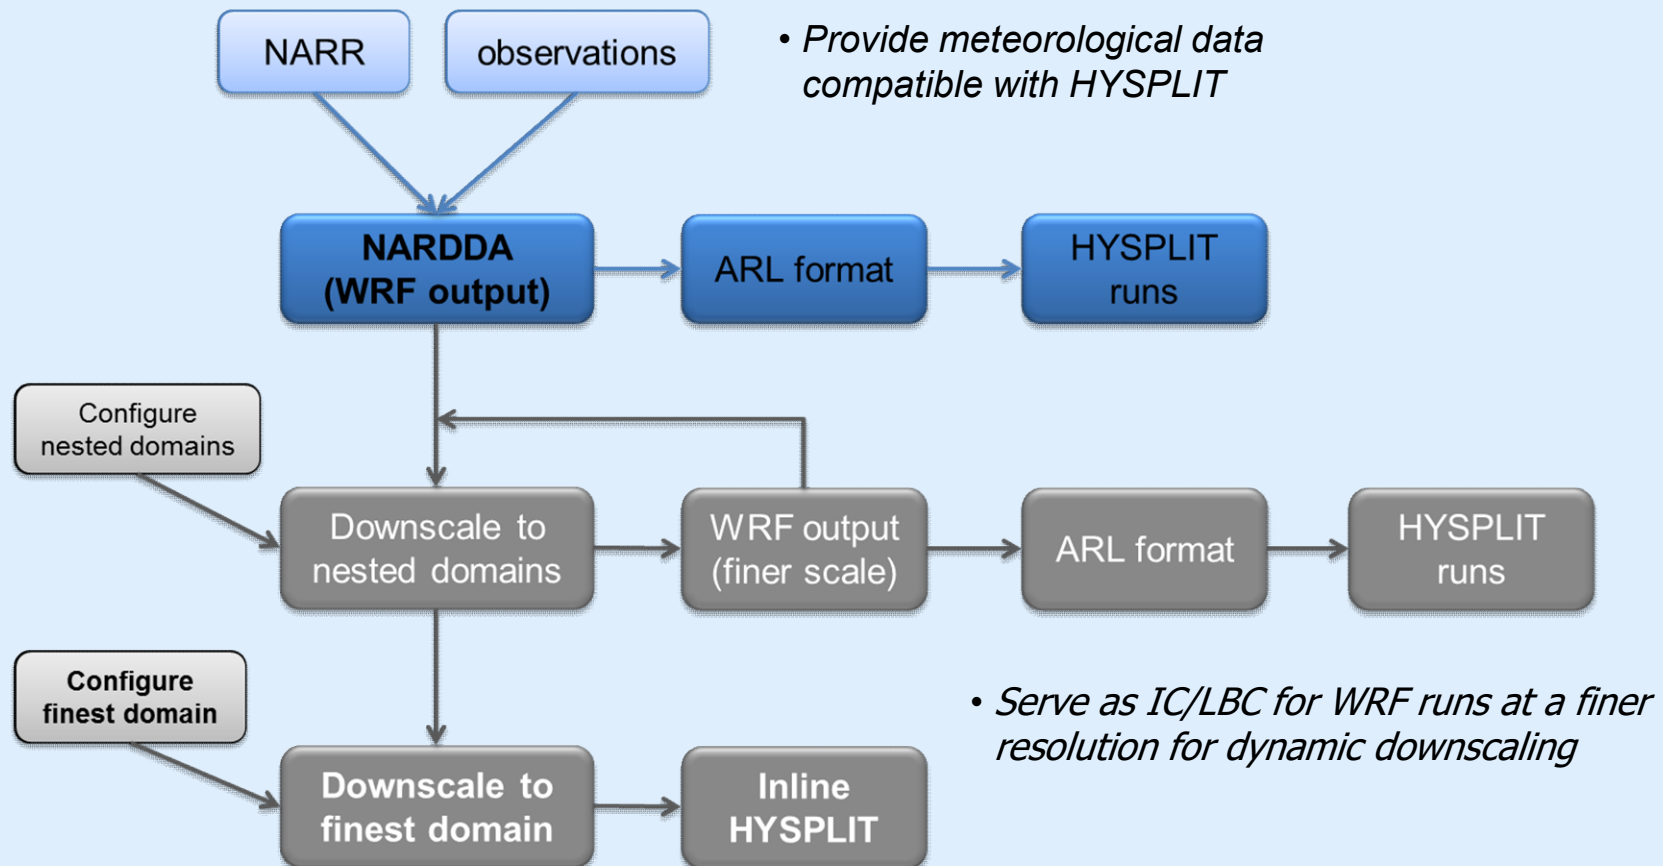 NARR
observations
• Provide meteorological data
compatible with HYSPLIT
NARDDA
(WRF output)
ARL format
HYSPLIT
runs
Configure
nested domains
Downscale to
nested domains
WRF output
(finer scale)
ARL format
HYSPLIT
runs
Configure
finest domain
• Serve as IC/LBC for WRF runs at a finer
resolution for dynamic downscaling
Downscale to
finest domain
Inline
HYSPLIT